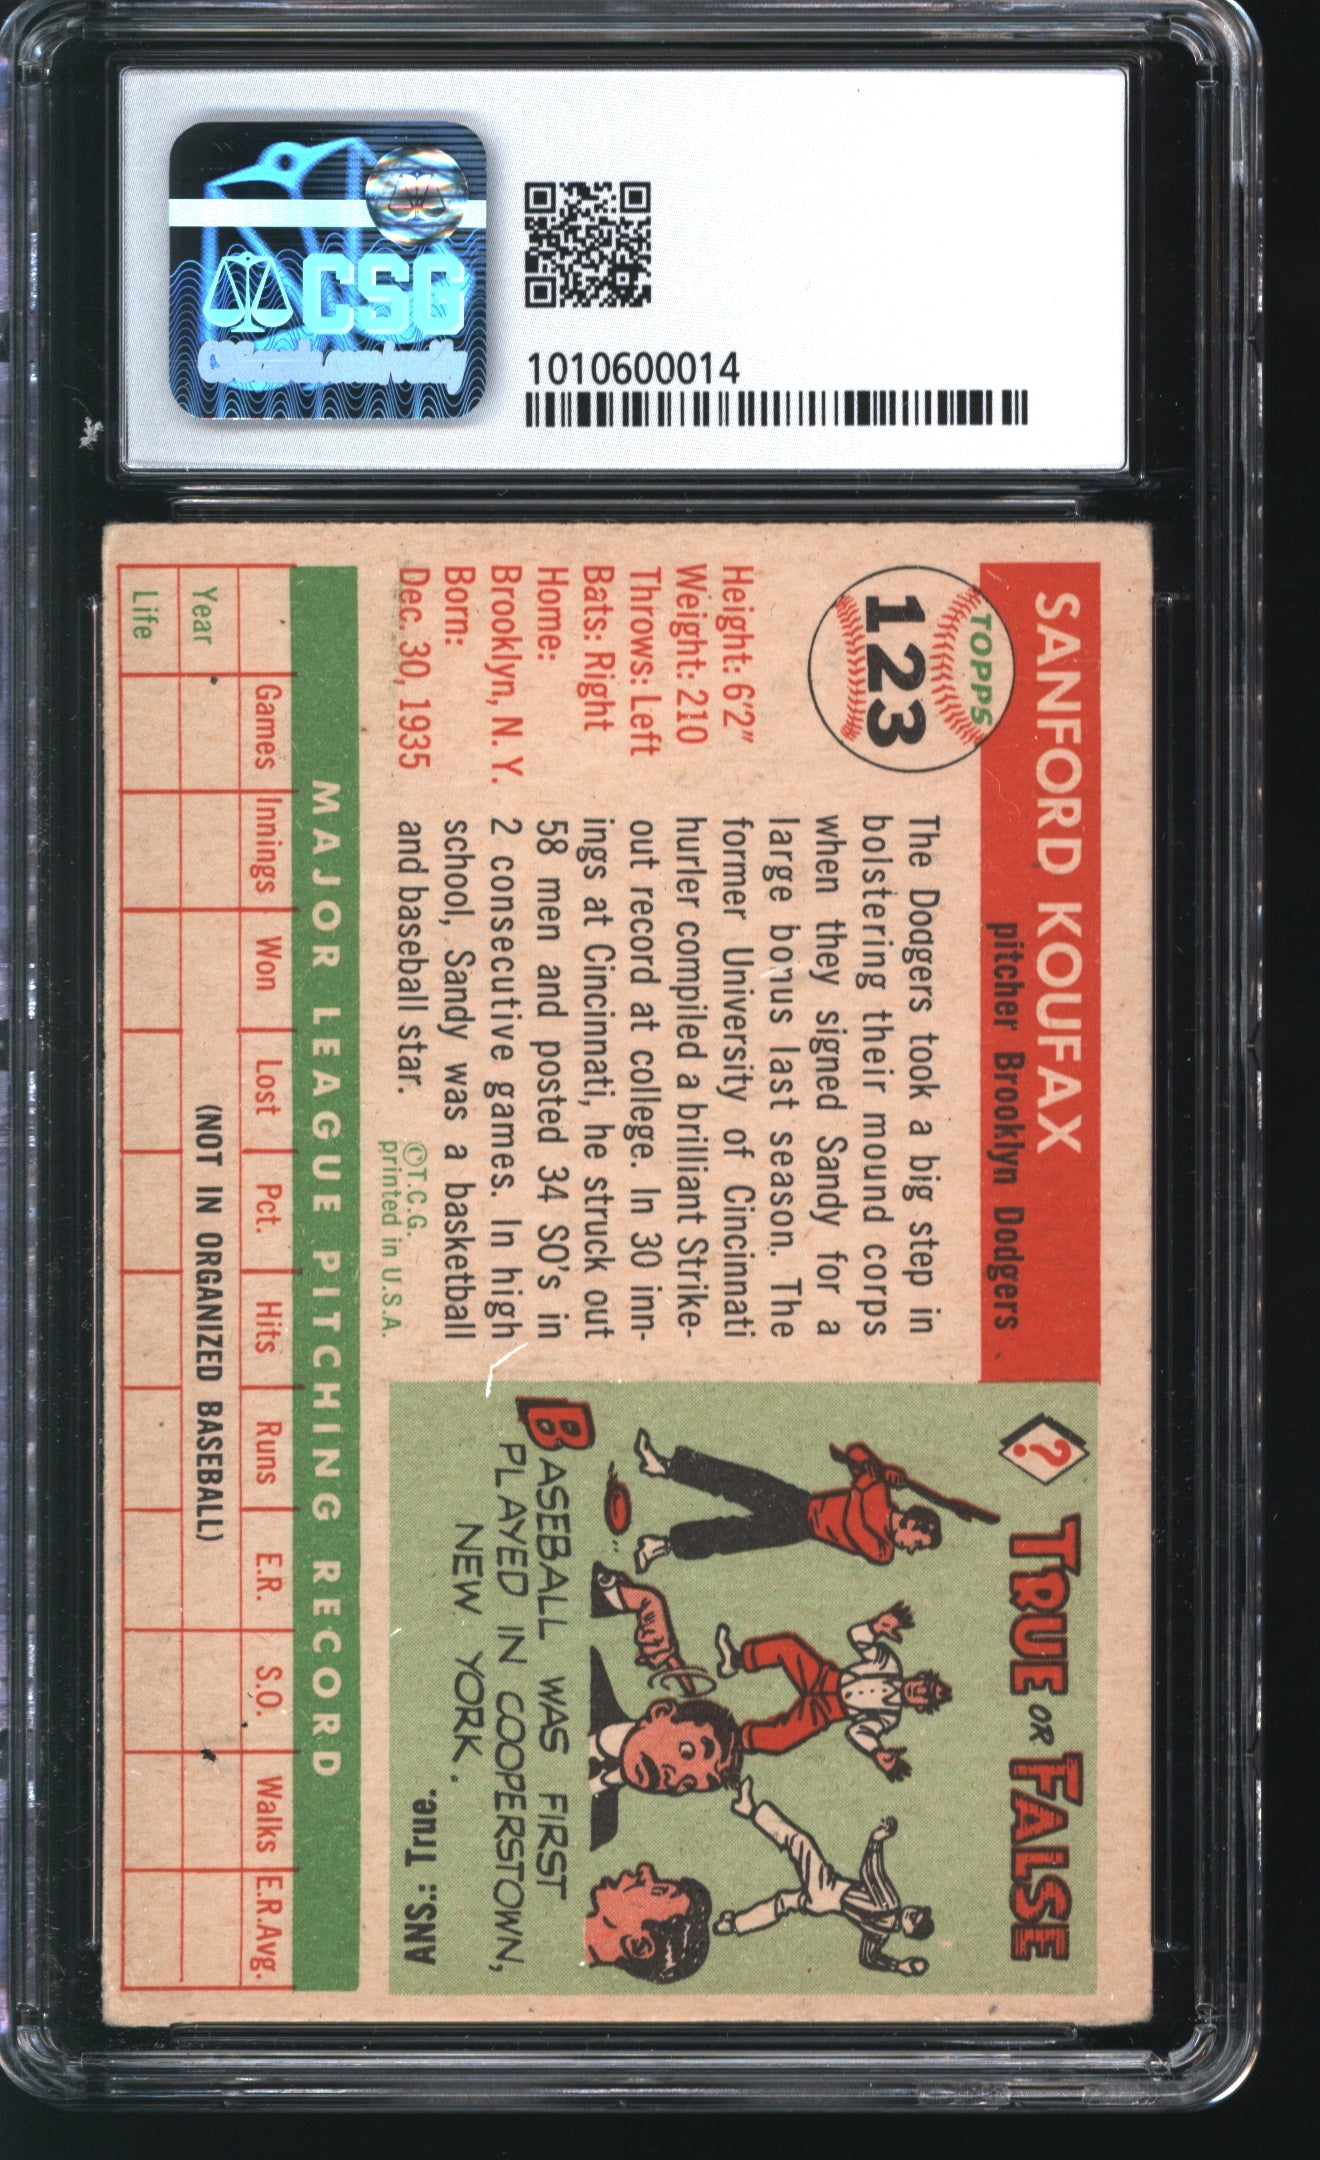 CSG
1010600014
SANFORD KOUFAX
pitcher Brooklyn Dodgers
TOPPS
123
Height: 6'2"
Weight: 210
Throws: Left
Bats: Right
Home:
Brooklyn, N. Y.
Born:
Dec. 30, 1935
The Dodgers took a big step in
bolstering their mound corps
when they signed Sandy for a
large bonus last season. The
former University of Cincinnati
hurler compiled a brilliant Strike-
out record at college. In 30 inn-
ings at Cincinnati, he struck out
58 men and posted 34 SO's in
2 consecutive games. In high
school, Sandy was a basketball
and baseball star.
©T.C.G.
printed in U.S.A.
? TRUE OR FALSE
BASEBALL WAS FIRST
PLAYED IN COOPERSTOWN,
NEW YORK.
ANS.: True.
MAJOR LEAGUE PITCHING RECORD
Games Innings Won Lost Pct. Hits Runs E.R. S.O. Walks E.R.Avg.
Year
(NOT IN ORGANIZED BASEBALL)
Life